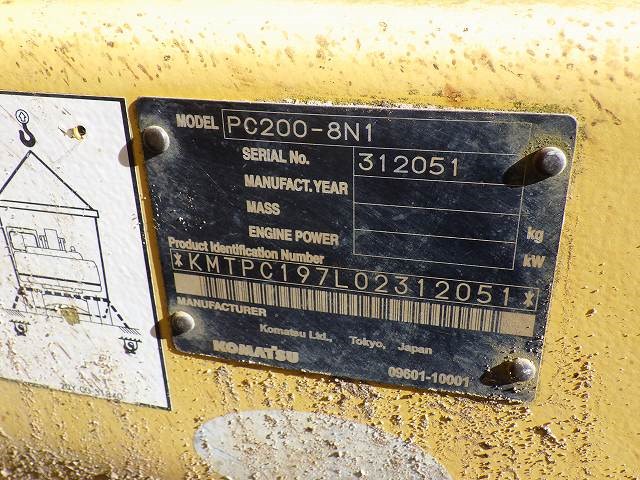 MODEL PC200-8N1
SERIAL No. 312051
MANUFACT.YEAR
MASS kg
ENGINE POWER kW
Product Identification Number
*KMTPC197L02312051*
MANUFACTURER
Komatsu Ltd., Tokyo, Japan
KOMATSU
09601-10001